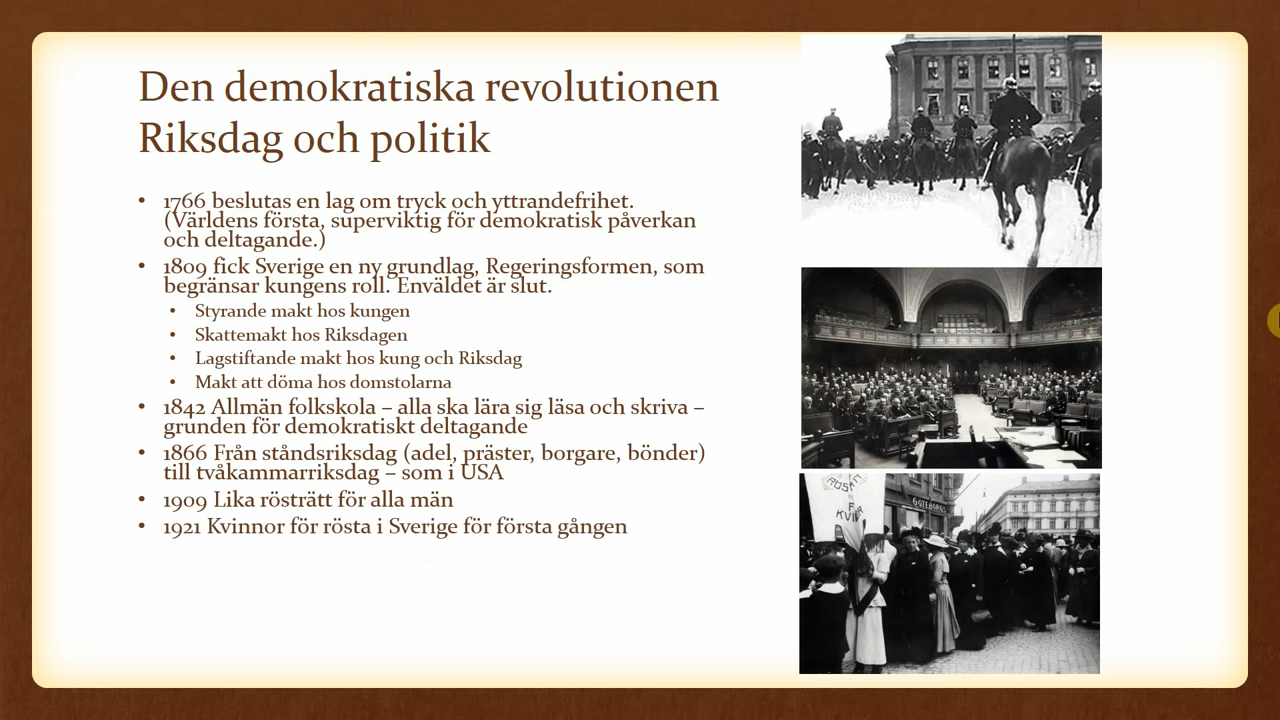 Den demokratiska revolutionen
Riksdag och politik
• 1766 beslutas en lag om tryck och yttrandefrihet.
(Världens första, superviktig för demokratisk påverkan
och deltagande.)
• 1809 fick Sverige en ny grundlag, Regeringsformen, som
begränsar kungens roll. Enväldet är slut.
• Styrande makt hos kungen
• Skattemakt hos Riksdagen
• Lagstiftande makt hos kung och Riksdag
• Makt att döma hos domstolarna
• 1842 Allmän folkskola – alla ska lära sig läsa och skriva –
grunden för demokratiskt deltagande
• 1866 Från ståndsriksdag (adel, präster, borgare, bönder)
till tvåkammarriksdag – som i USA
• 1909 Lika rösträtt för alla män
• 1921 Kvinnor för rösta i Sverige för första gången
GÖTEBORGS